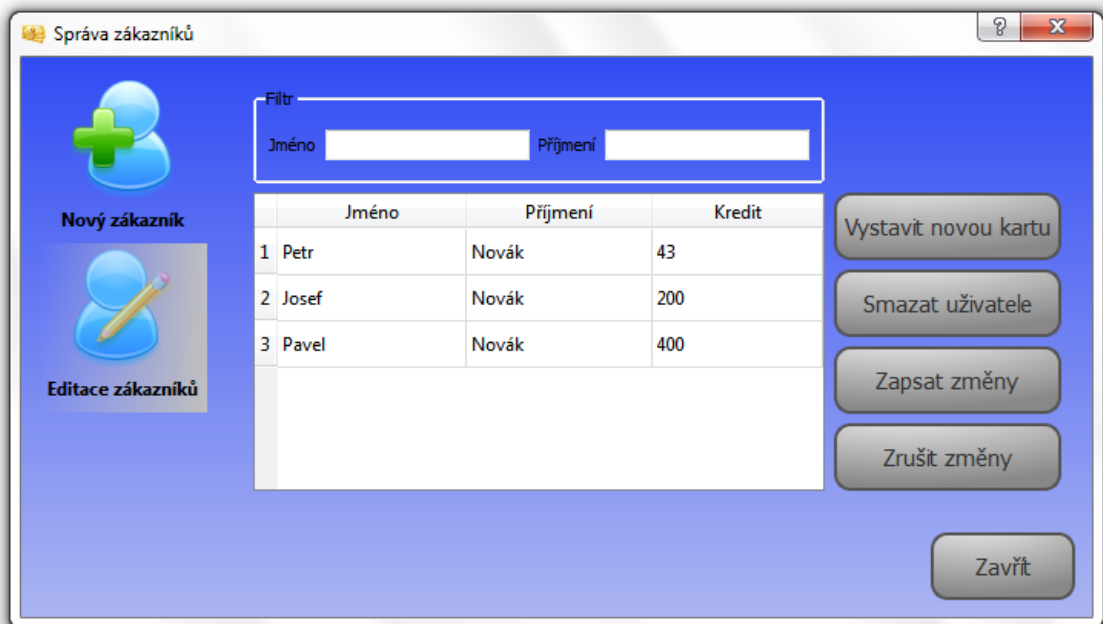 Správa zákazníků
Nový zákazník
Editace zákazníků
Filtr
Jméno Příjmení
Jméno Příjmení Kredit
1 Petr Novák 43
2 Josef Novák 200
3 Pavel Novák 400
Vystavit novou kartu
Smazat uživatele
Zapsat změny
Zrušit změny
Zavřít